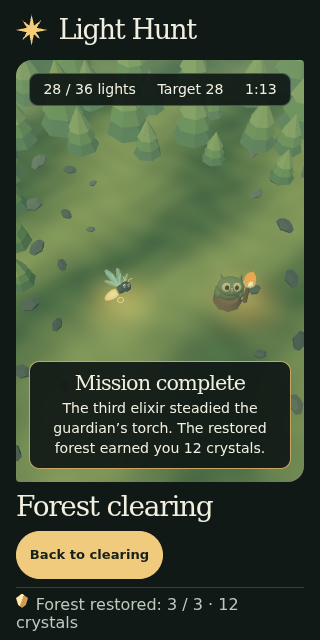 Light Hunt
28 / 36 lights Target 28 1:13
Mission complete
The third elixir steadied the
guardian’s torch. The restored
forest earned you 12 crystals.
Forest clearing
Back to clearing
Forest restored: 3 / 3 · 12
crystals